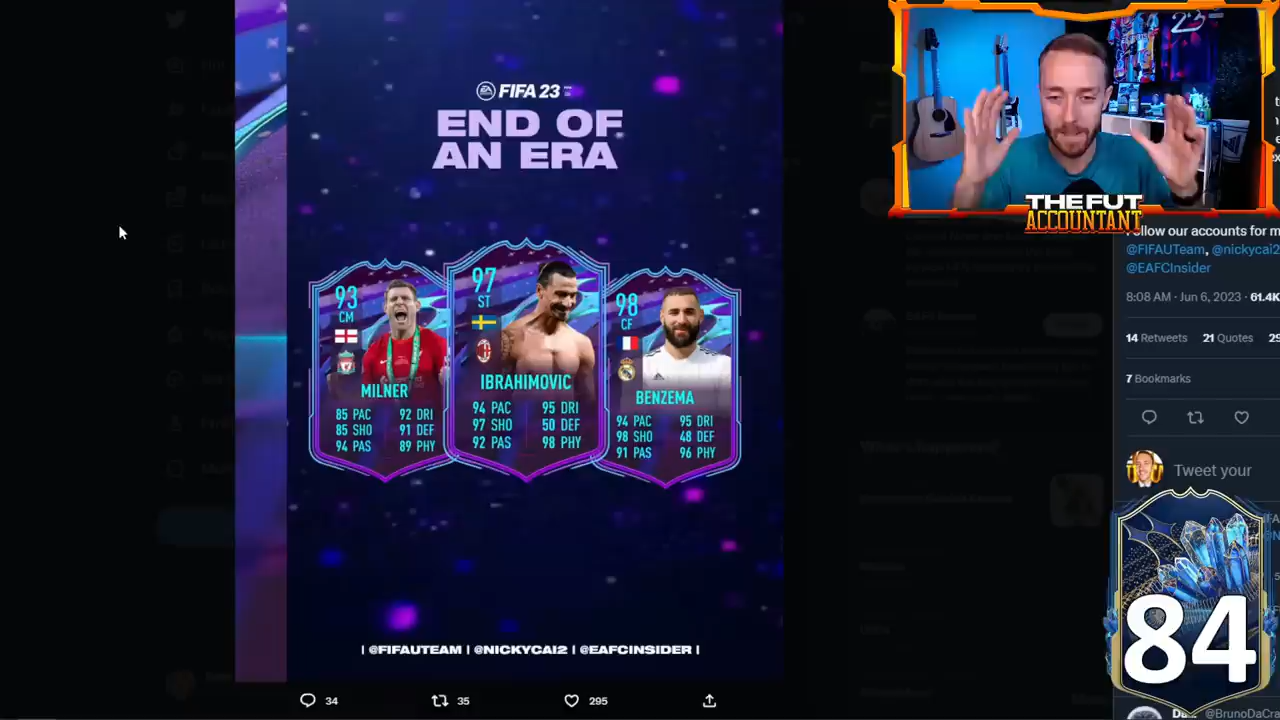 FIFA 23
END OF
AN ERA
93
CM
MILNER
85 PAC 92 DRI
85 SHO 91 DEF
94 PAS 89 PHY
97
ST
IBRAHIMOVIC
94 PAC 95 DRI
97 SHO 50 DEF
92 PAS 98 PHY
98
CF
BENZEMA
94 PAC 95 DRI
98 SHO 48 DEF
91 PAS 96 PHY
| @FIFAUTEAM | @NICKYCAI2 | @EAFCINSIDER |
34
35
295
THE FUT
ACCOUNTANT
Follow our accounts for m
@FIFAUTeam, @nickycai2
@EAFCInsider
8:08 AM · Jun 6, 2023 · 61.4K
14 Retweets 21 Quotes
7 Bookmarks
Tweet your
84
@BrunoDaCra